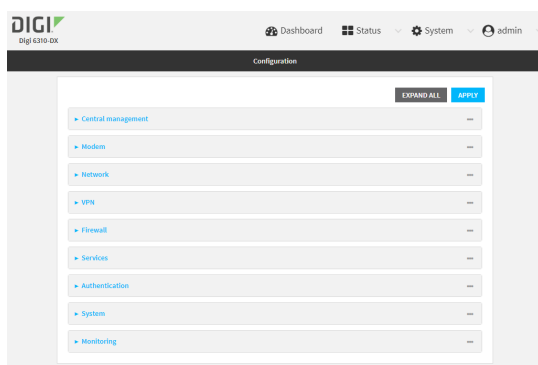 DIGI
Digi 6310-DX
Dashboard Status System admin
Configuration
EXPAND ALL APPLY
Central management
Modem
Network
VPN
Firewall
Services
Authentication
System
Monitoring